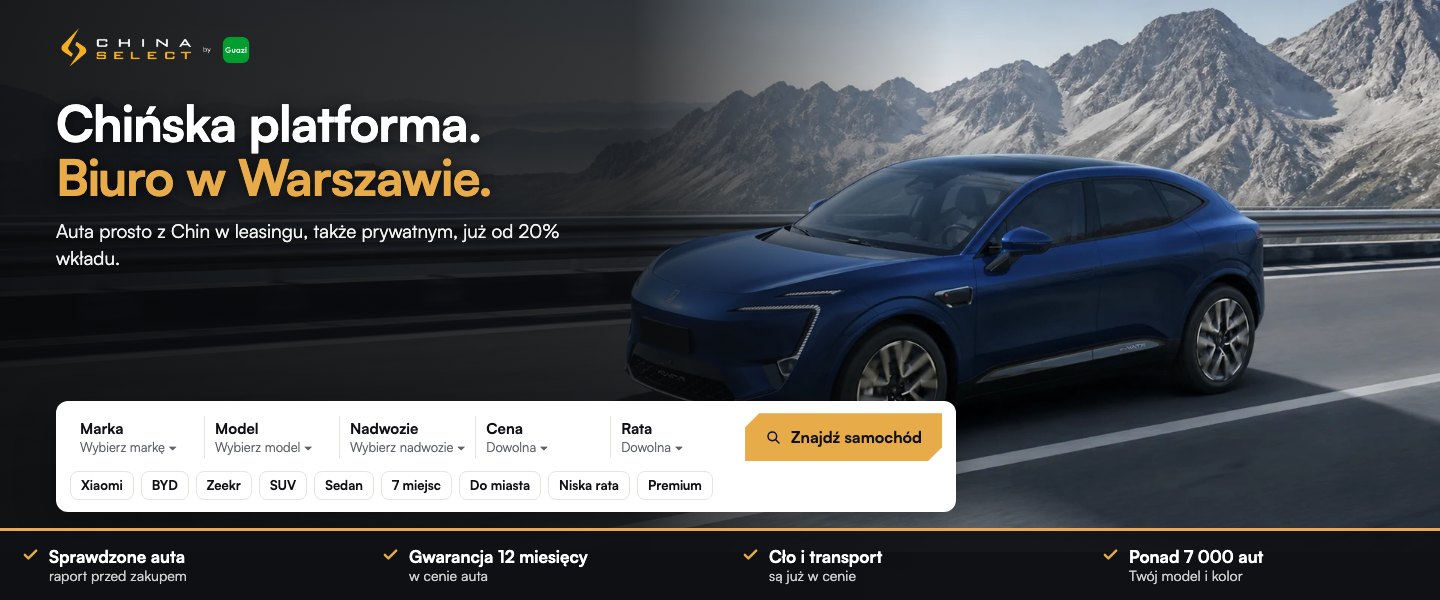 CHINA
SELECT
by
Guazi
Chińska platforma.
Biuro w Warszawie.
Auta prosto z Chin w leasingu, także prywatnym, już od 20%
wkładu.
Marka
Wybierz markę
Model
Wybierz model
Nadwozie
Wybierz nadwozie
Cena
Dowolna
Rata
Dowolna
Znajdź samochód
Xiaomi
BYD
Zeekr
SUV
Sedan
7 miejsc
Do miasta
Niska rata
Premium
Sprawdzone auta
raport przed zakupem
Gwarancja 12 miesięcy
w cenie auta
Cło i transport
są już w cenie
Ponad 7 000 aut
Twój model i kolor